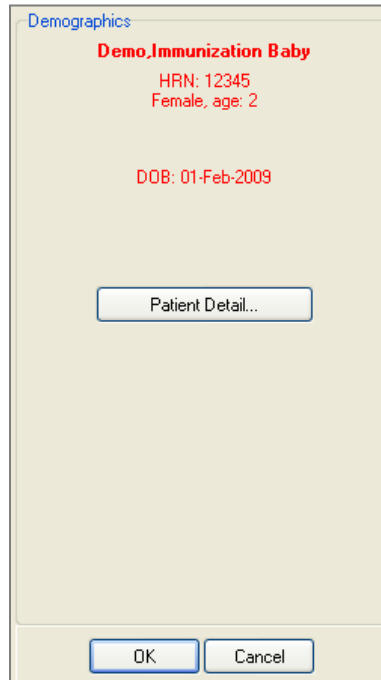 Demographics
Demo,Immunization Baby
HRN: 12345
Female, age: 2
DOB: 01-Feb-2009
Patient Detail...
OK
Cancel